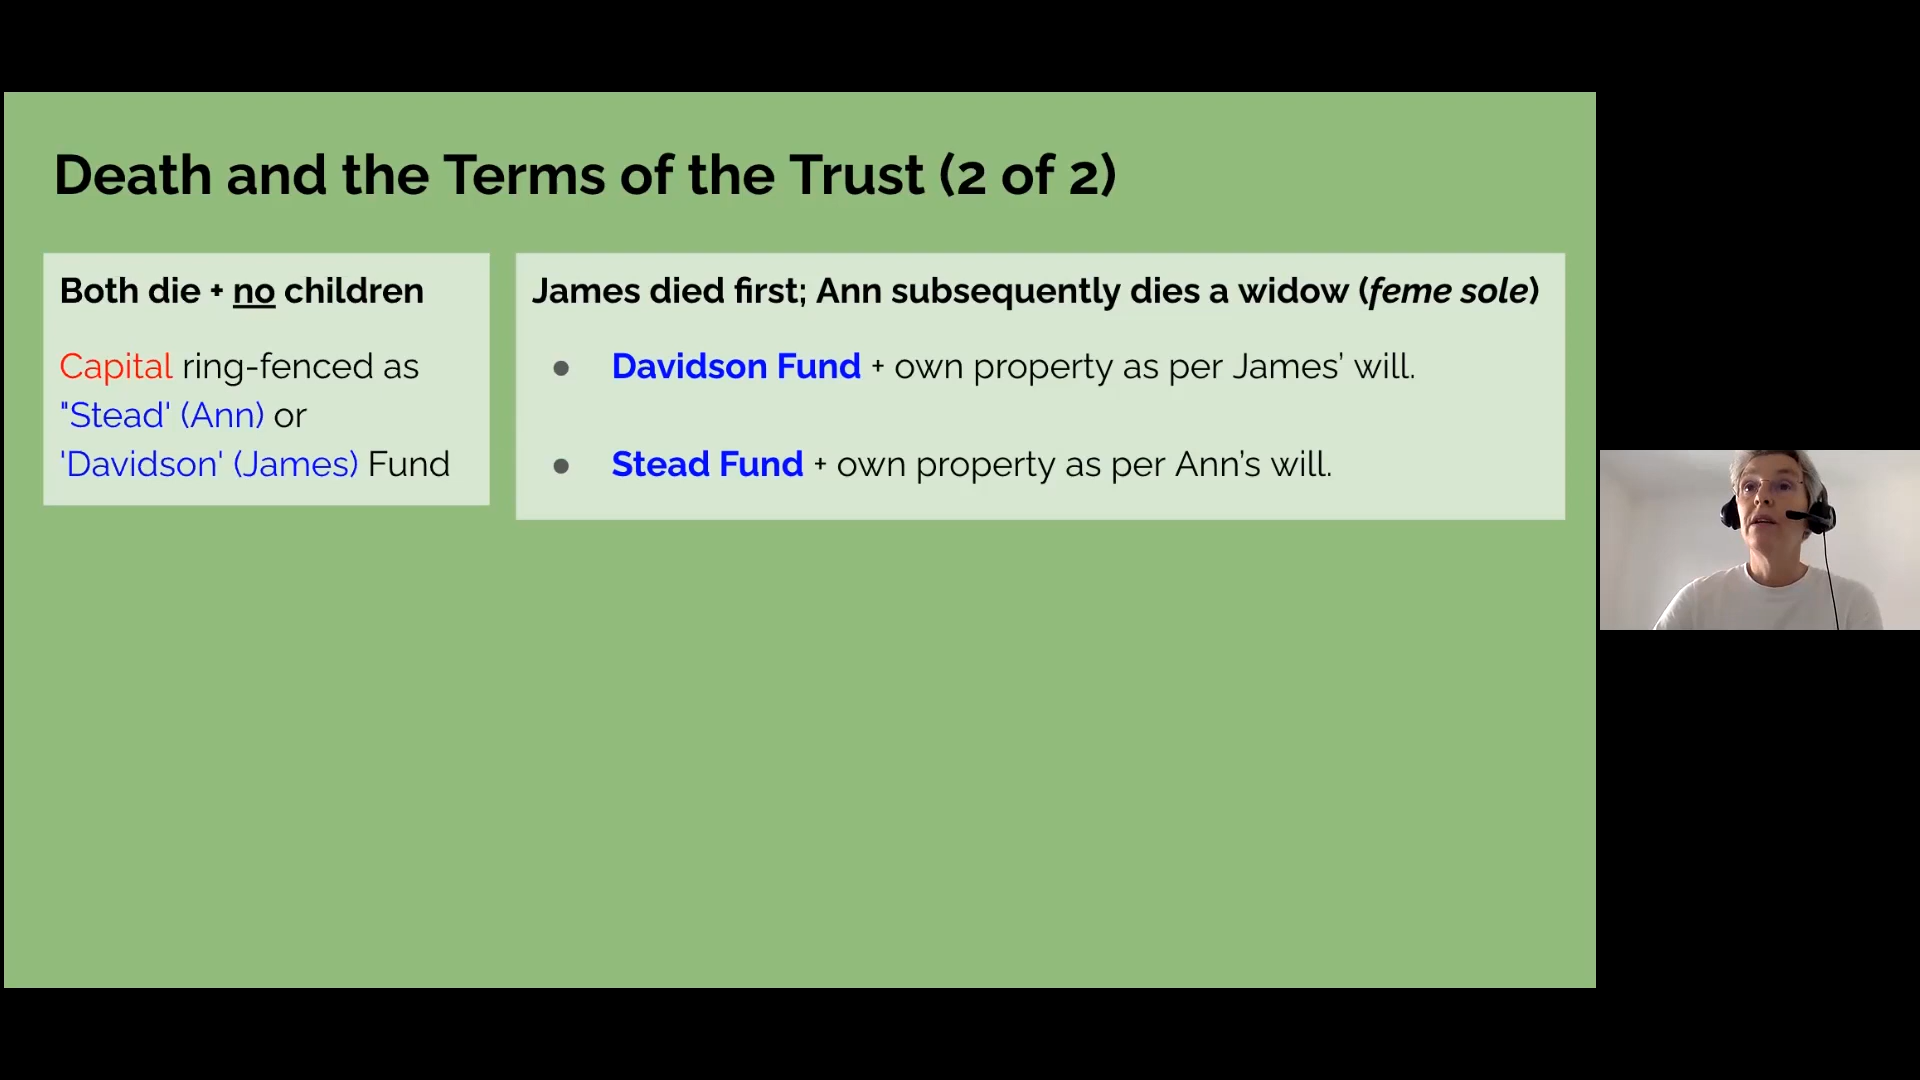 Death and the Terms of the Trust (2 of 2)
Both die + no children
Capital ring-fenced as
"Stead' (Ann) or
'Davidson' (James) Fund
James died first; Ann subsequently dies a widow (feme sole)
● Davidson Fund + own property as per James’ will.
● Stead Fund + own property as per Ann’s will.